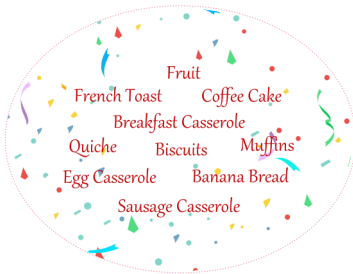 Fruit
French Toast Coffee Cake
Breakfast Casserole
Quiche Biscuits Muffins
Egg Casserole Banana Bread
Sausage Casserole